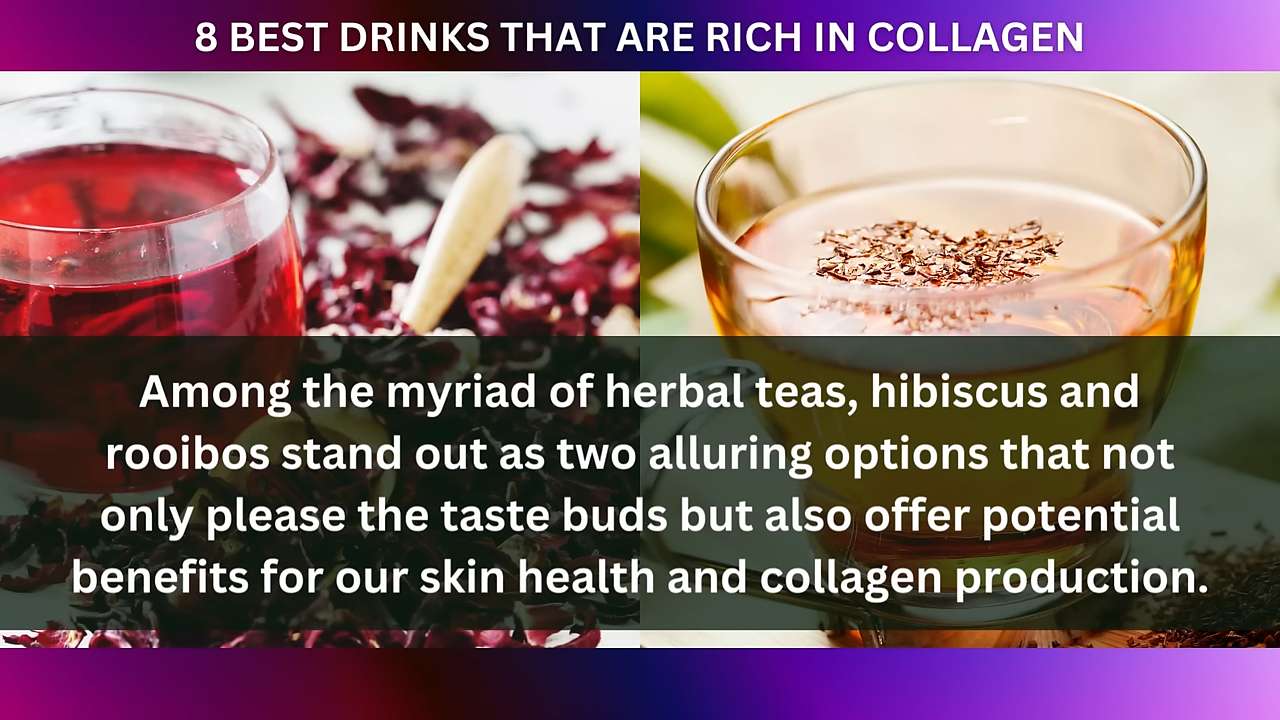 8 BEST DRINKS THAT ARE RICH IN COLLAGEN
Among the myriad of herbal teas, hibiscus and
rooibos stand out as two alluring options that not
only please the taste buds but also offer potential
benefits for our skin health and collagen production.